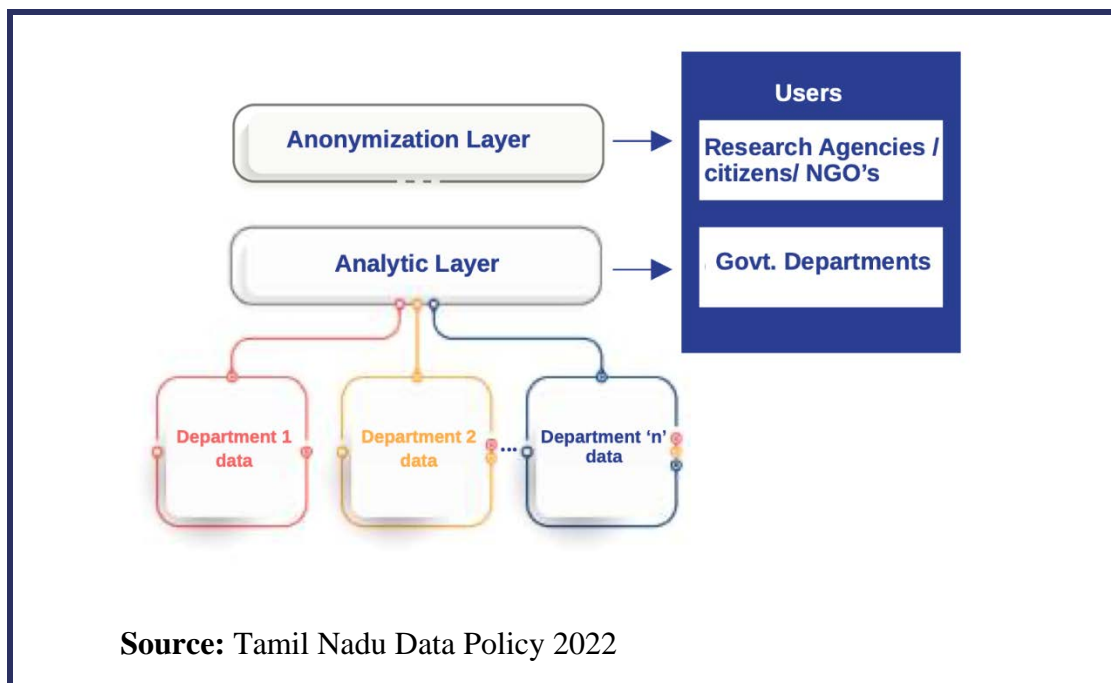 Users
Anonymization Layer
Research Agencies /
citizens/ NGO’s
Analytic Layer
Govt. Departments
Department 1
data
Department 2
data
...
Department ‘n’
data
Source: Tamil Nadu Data Policy 2022